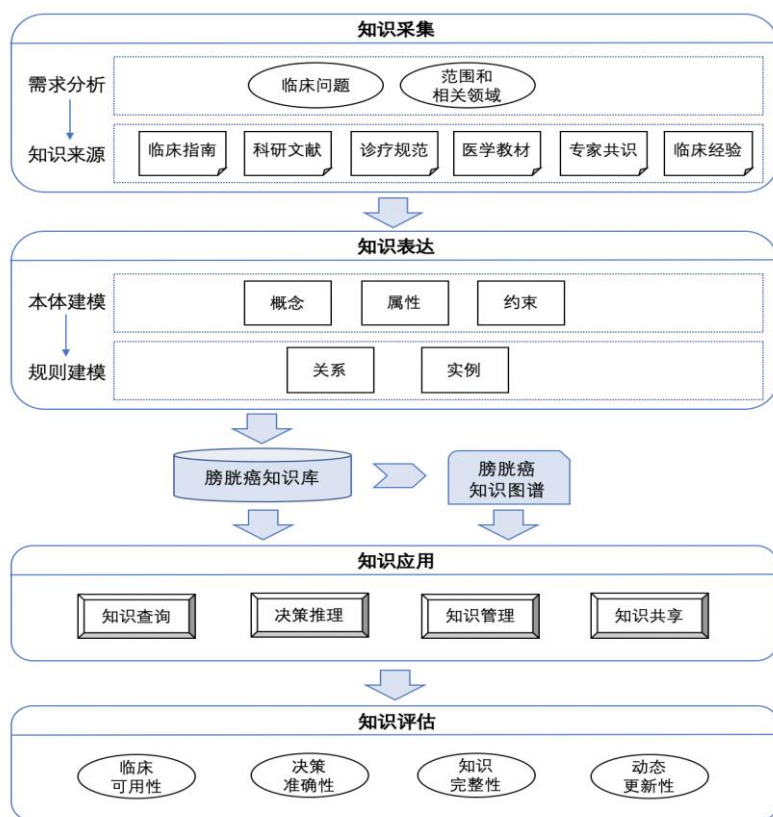 知识采集
需求分析
临床问题
范围和
相关领域
知识来源
临床指南
科研文献
诊疗规范
医学教材
专家共识
临床经验
知识表达
本体建模
概念
属性
约束
规则建模
关系
实例
膀胱癌知识库
膀胱癌
知识图谱
知识应用
知识查询
决策推理
知识管理
知识共享
知识评估
临床
可用性
决策
准确性
知识
完整性
动态
更新性